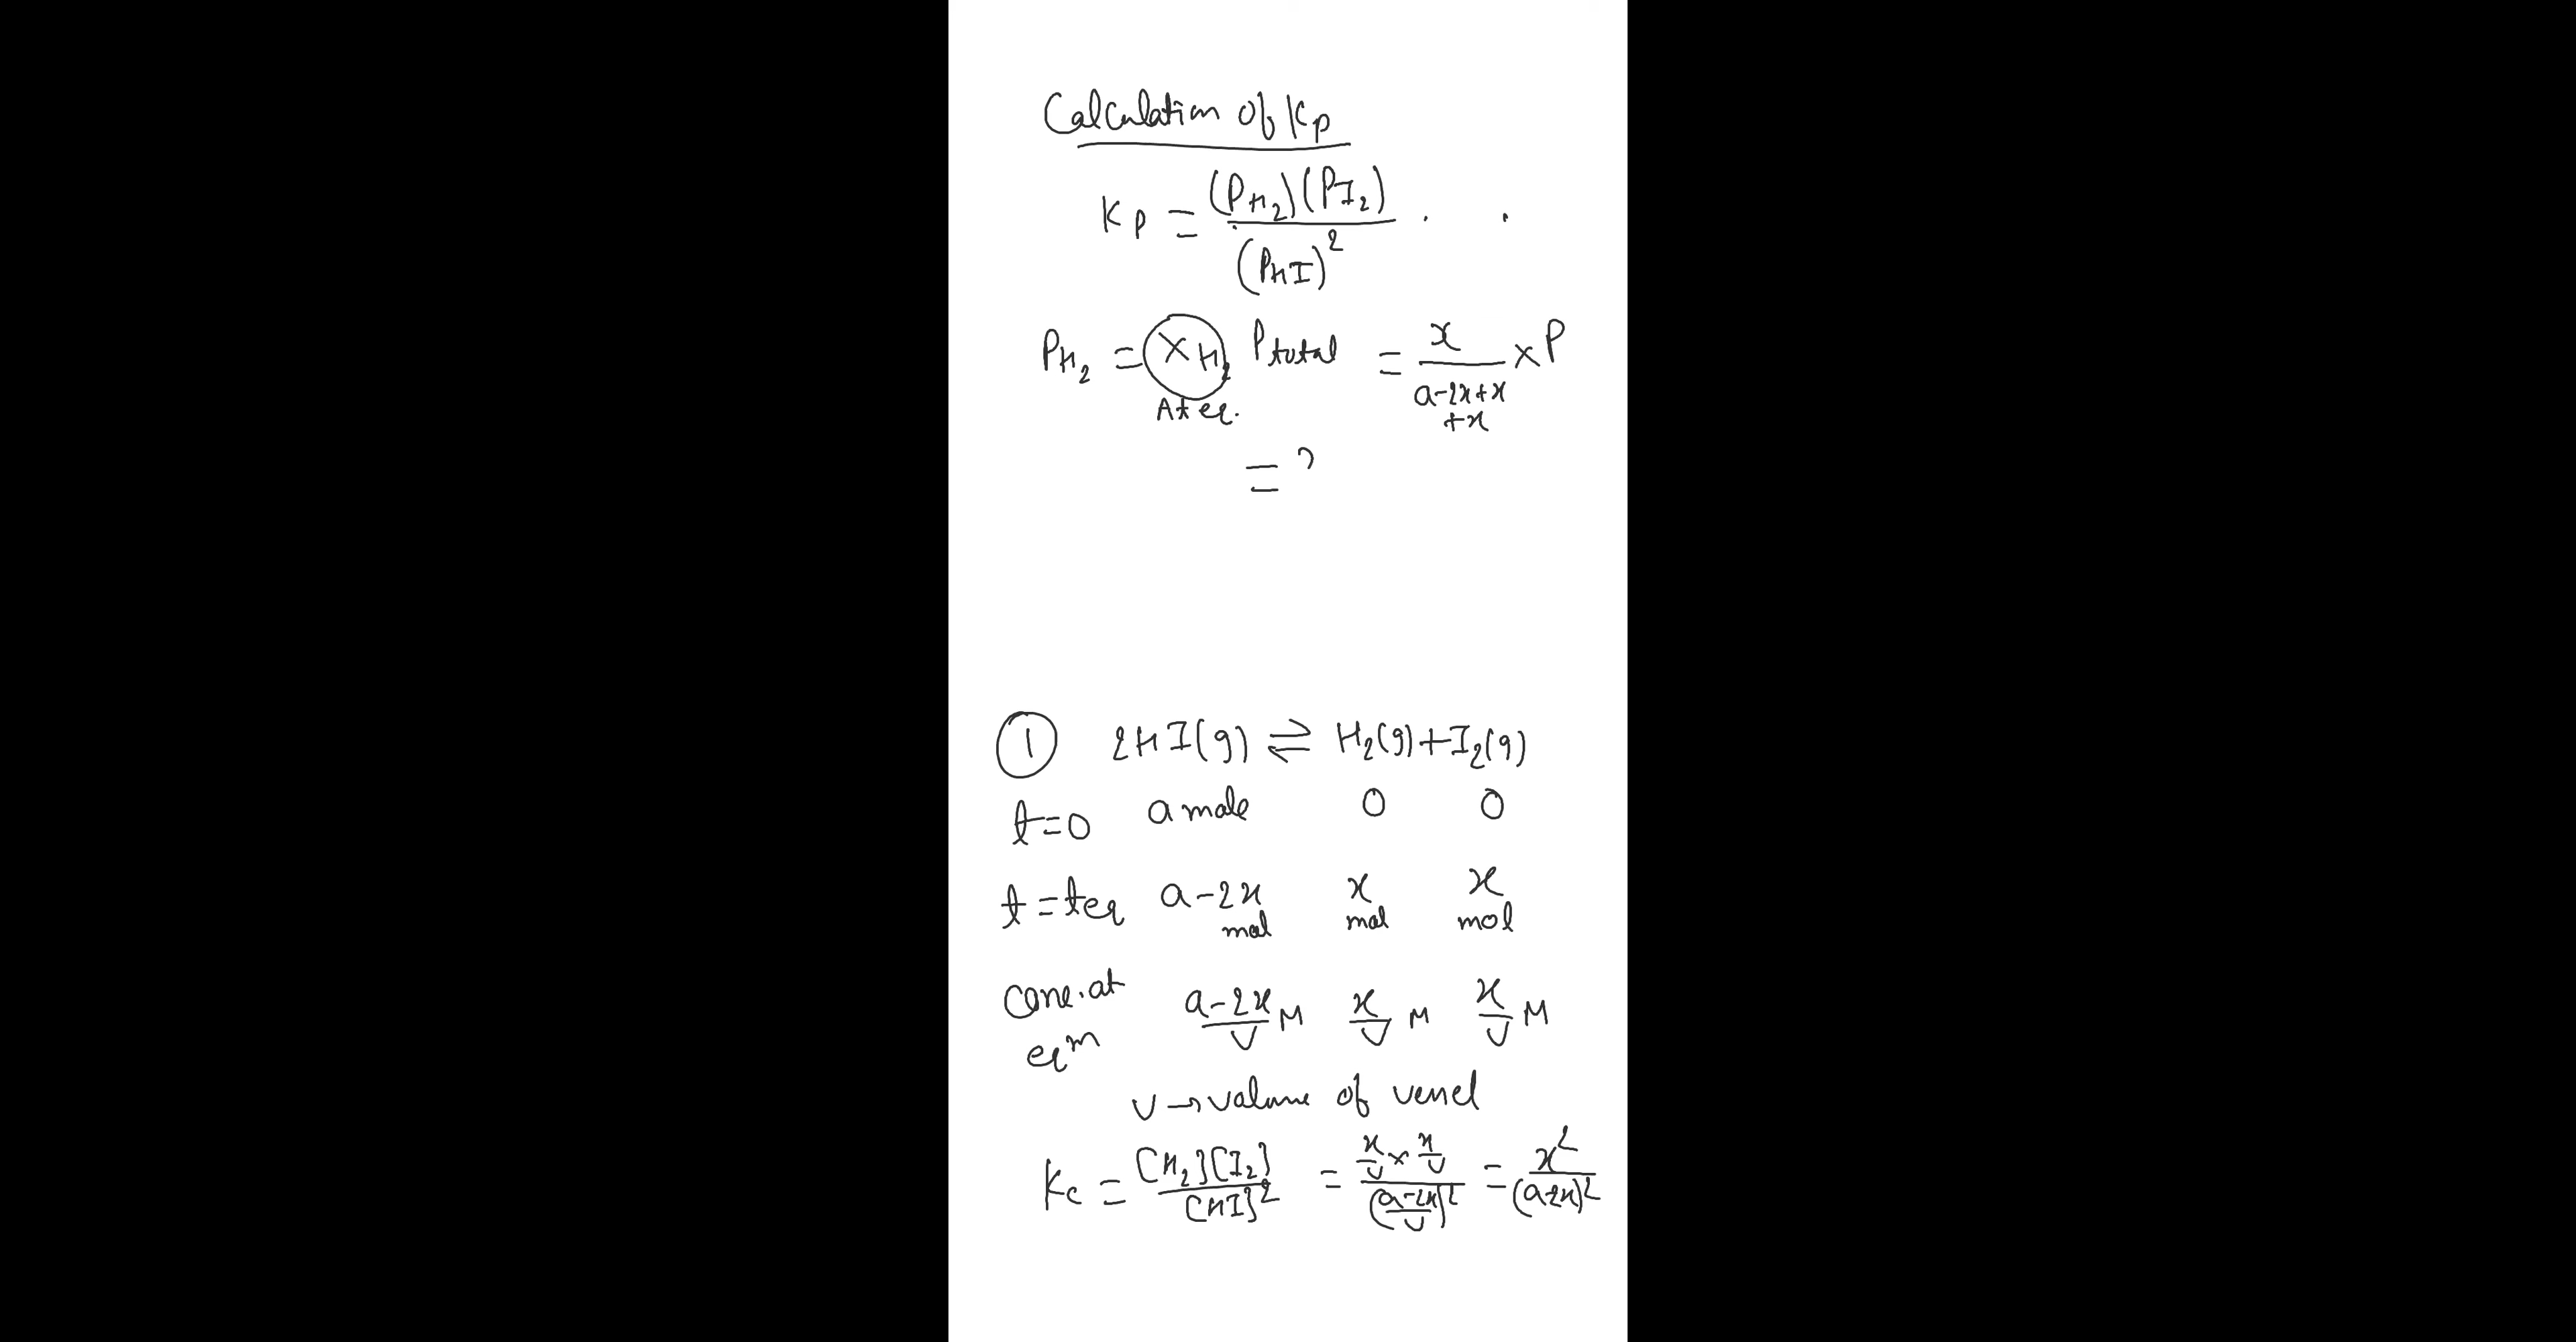 Calculation of Kp
Kp = (PH2)(PI2) / (PHI)^2
PH2 = XH2 Ptotal = x / (a-2x+x+x) × P
At eq.
= ?
① 2HI(g) ⇌ H2(g)+I2(g)
t=0 a mole 0 0
t=teq a-2x mol x mol x mol
Conc. at eq^m (a-2x)/V M x/V M x/V M
V → volume of vessel
Kc = [H2][I2] / [HI]^2 = (x/V × x/V) / ((a-2x)/V)^2 = x^2 / (a-2x)^2